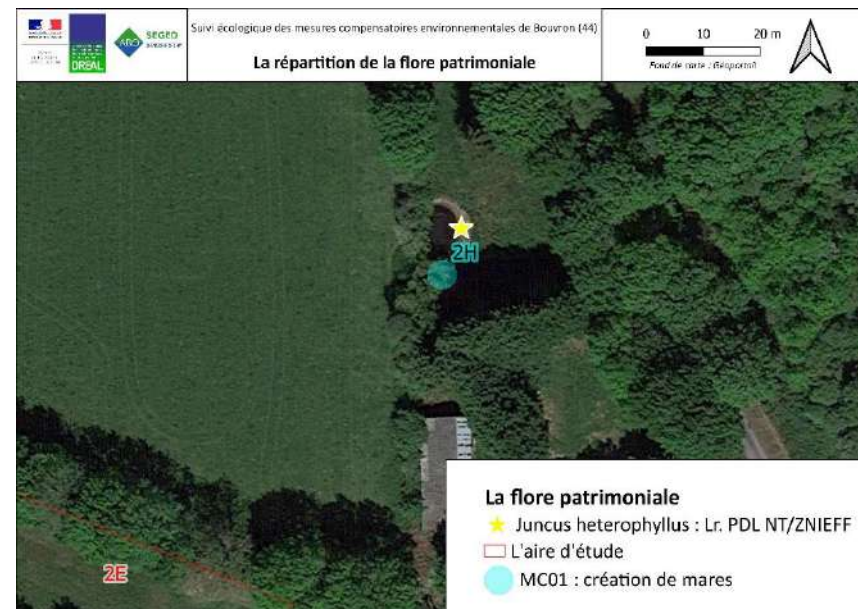 Suivi écologique des mesures compensatoires environnementales de Bouvron (44)
La répartition de la flore patrimoniale
DREAL
ABO
SEGED
0 10 20 m
Fond de carte : Géoportail
2H
2E
La flore patrimoniale
Juncus heterophyllus : Lr. PDL NT/ZNIEFF
L'aire d'étude
MC01 : création de mares